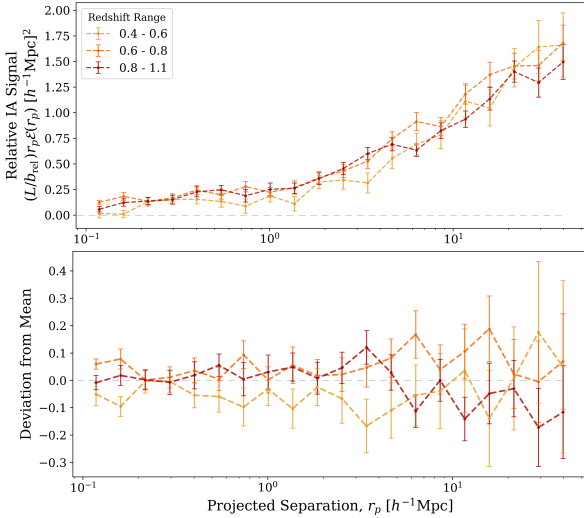 Relative IA Signal
(L/b_rel)r_pℰ(r_p) [h⁻¹Mpc]²
2.00
1.75
1.50
1.25
1.00
0.75
0.50
0.25
0.00
Redshift Range
0.4 - 0.6
0.6 - 0.8
0.8 - 1.1
10⁻¹ 10⁰ 10¹
Deviation from Mean
0.4
0.3
0.2
0.1
0.0
−0.1
−0.2
−0.3
10⁻¹ 10⁰ 10¹
Projected Separation, r_p [h⁻¹Mpc]